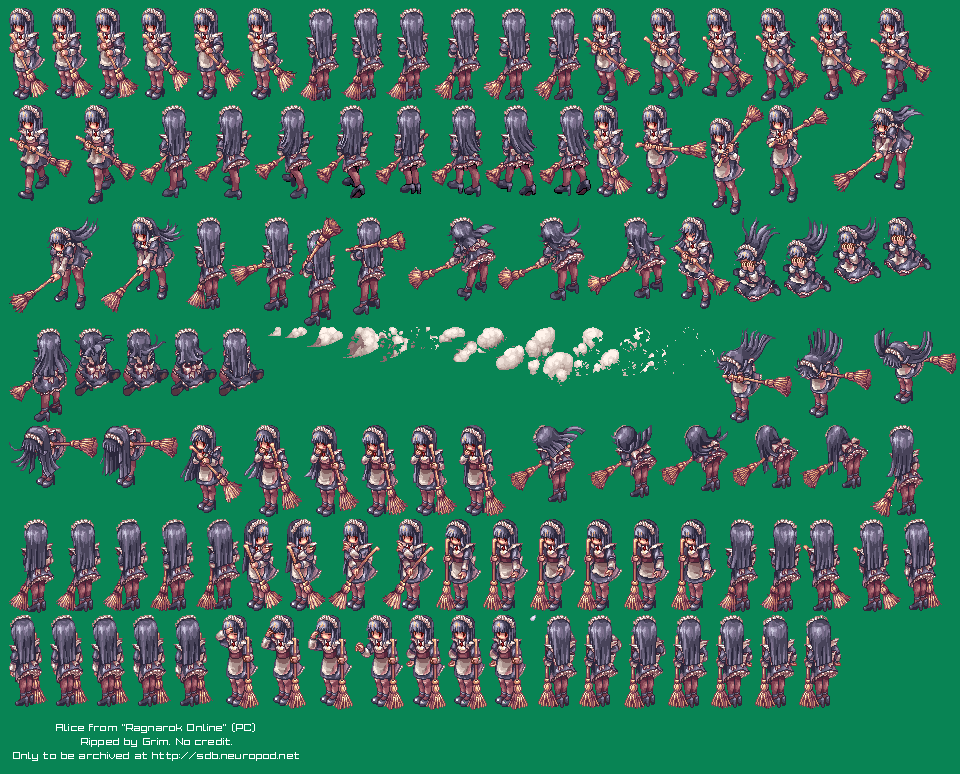 Alice from "Ragnarok Online" (PC)
Ripped by Grim. No credit.
Only to be archived at http://sdb.neuropod.net